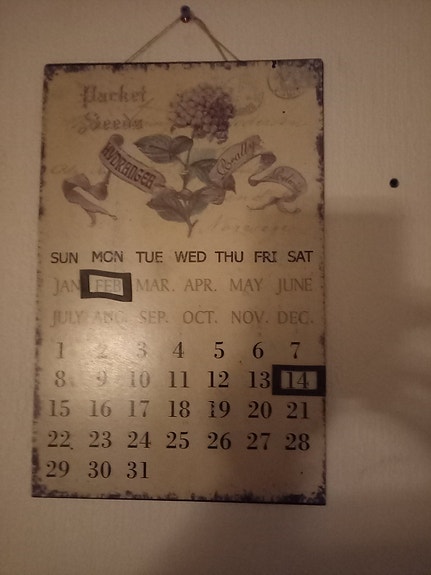 Packet
Seeds
HYDRANGEA
Quality
SUN MON TUE WED THU FRI SAT
JAN. FEB. MAR. APR. MAY JUNE
JULY AUG. SEP. OCT. NOV. DEC.
1 2 3 4 5 6 7
8 9 10 11 12 13 14
15 16 17 18 19 20 21
22 23 24 25 26 27 28
29 30 31